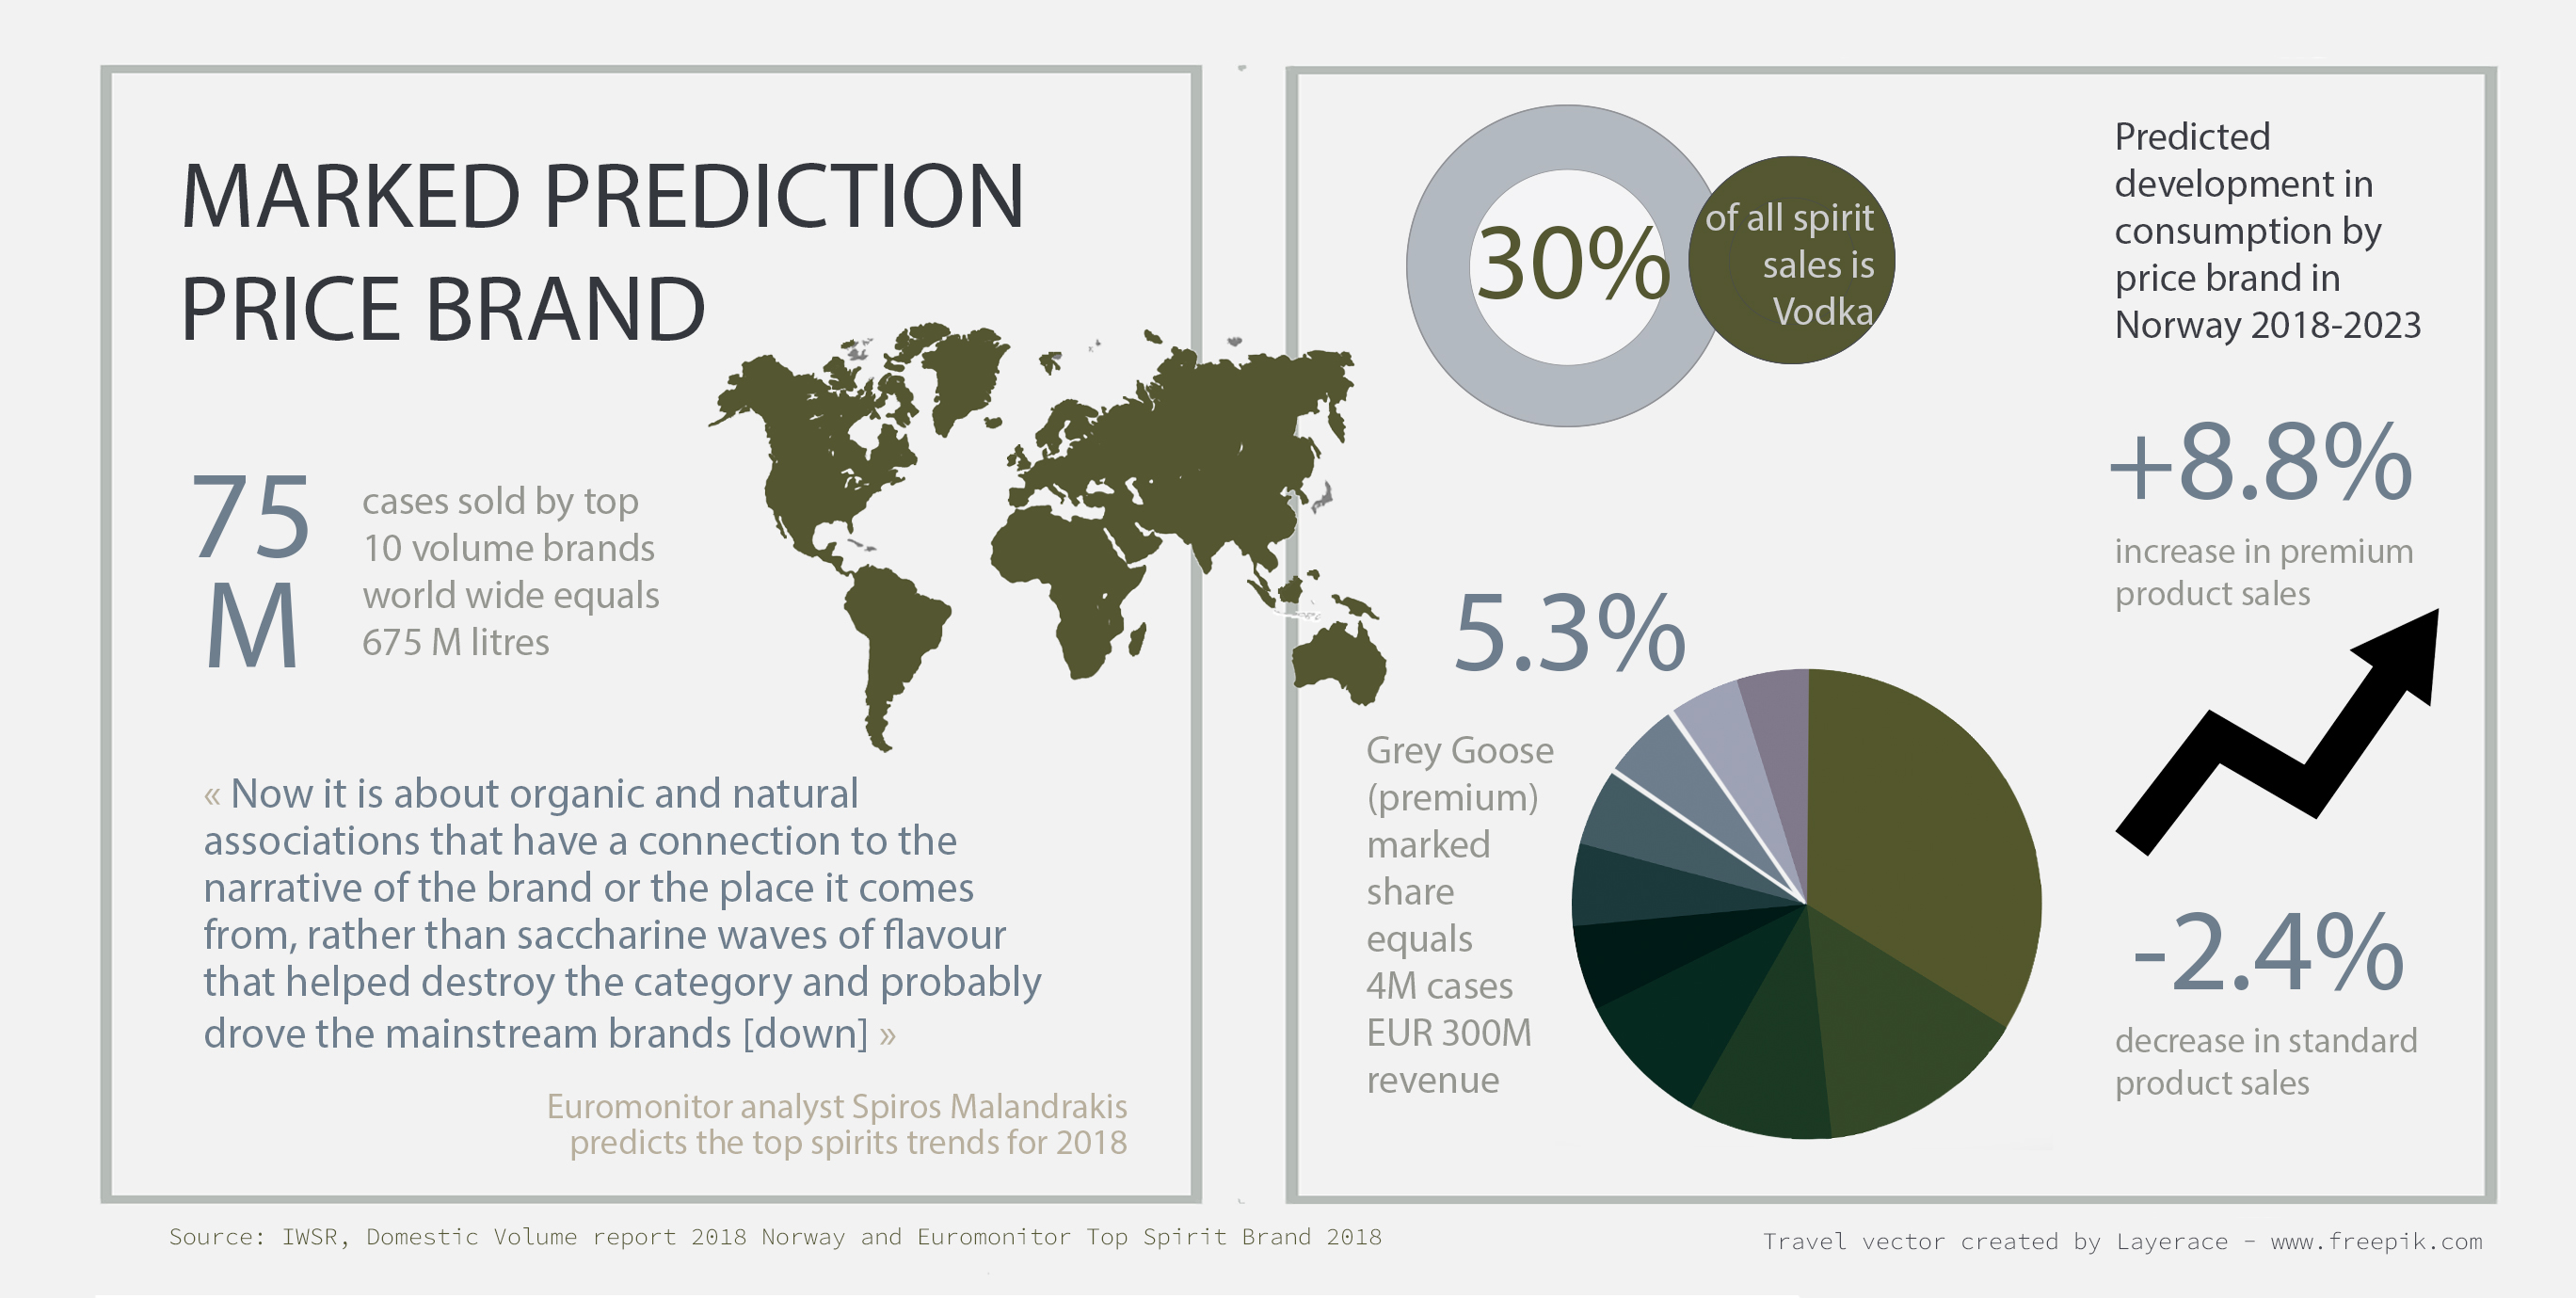 MARKED PREDICTION
PRICE BRAND
75
M
cases sold by top
10 volume brands
world wide equals
675 M litres
« Now it is about organic and natural
associations that have a connection to the
narrative of the brand or the place it comes
from, rather than saccharine waves of flavour
that helped destroy the category and probably
drove the mainstream brands [down] »
Euromonitor analyst Spiros Malandrakis
predicts the top spirits trends for 2018
30%
of all spirit
sales is
Vodka
5.3%
Grey Goose
(premium)
marked
share
equals
4M cases
EUR 300M
revenue
Predicted
development in
consumption by
price brand in
Norway 2018-2023
+8.8%
increase in premium
product sales
-2.4%
decrease in standard
product sales
Source: IWSR, Domestic Volume report 2018 Norway and Euromonitor Top Spirit Brand 2018
Travel vector created by Layerace - www.freepik.com